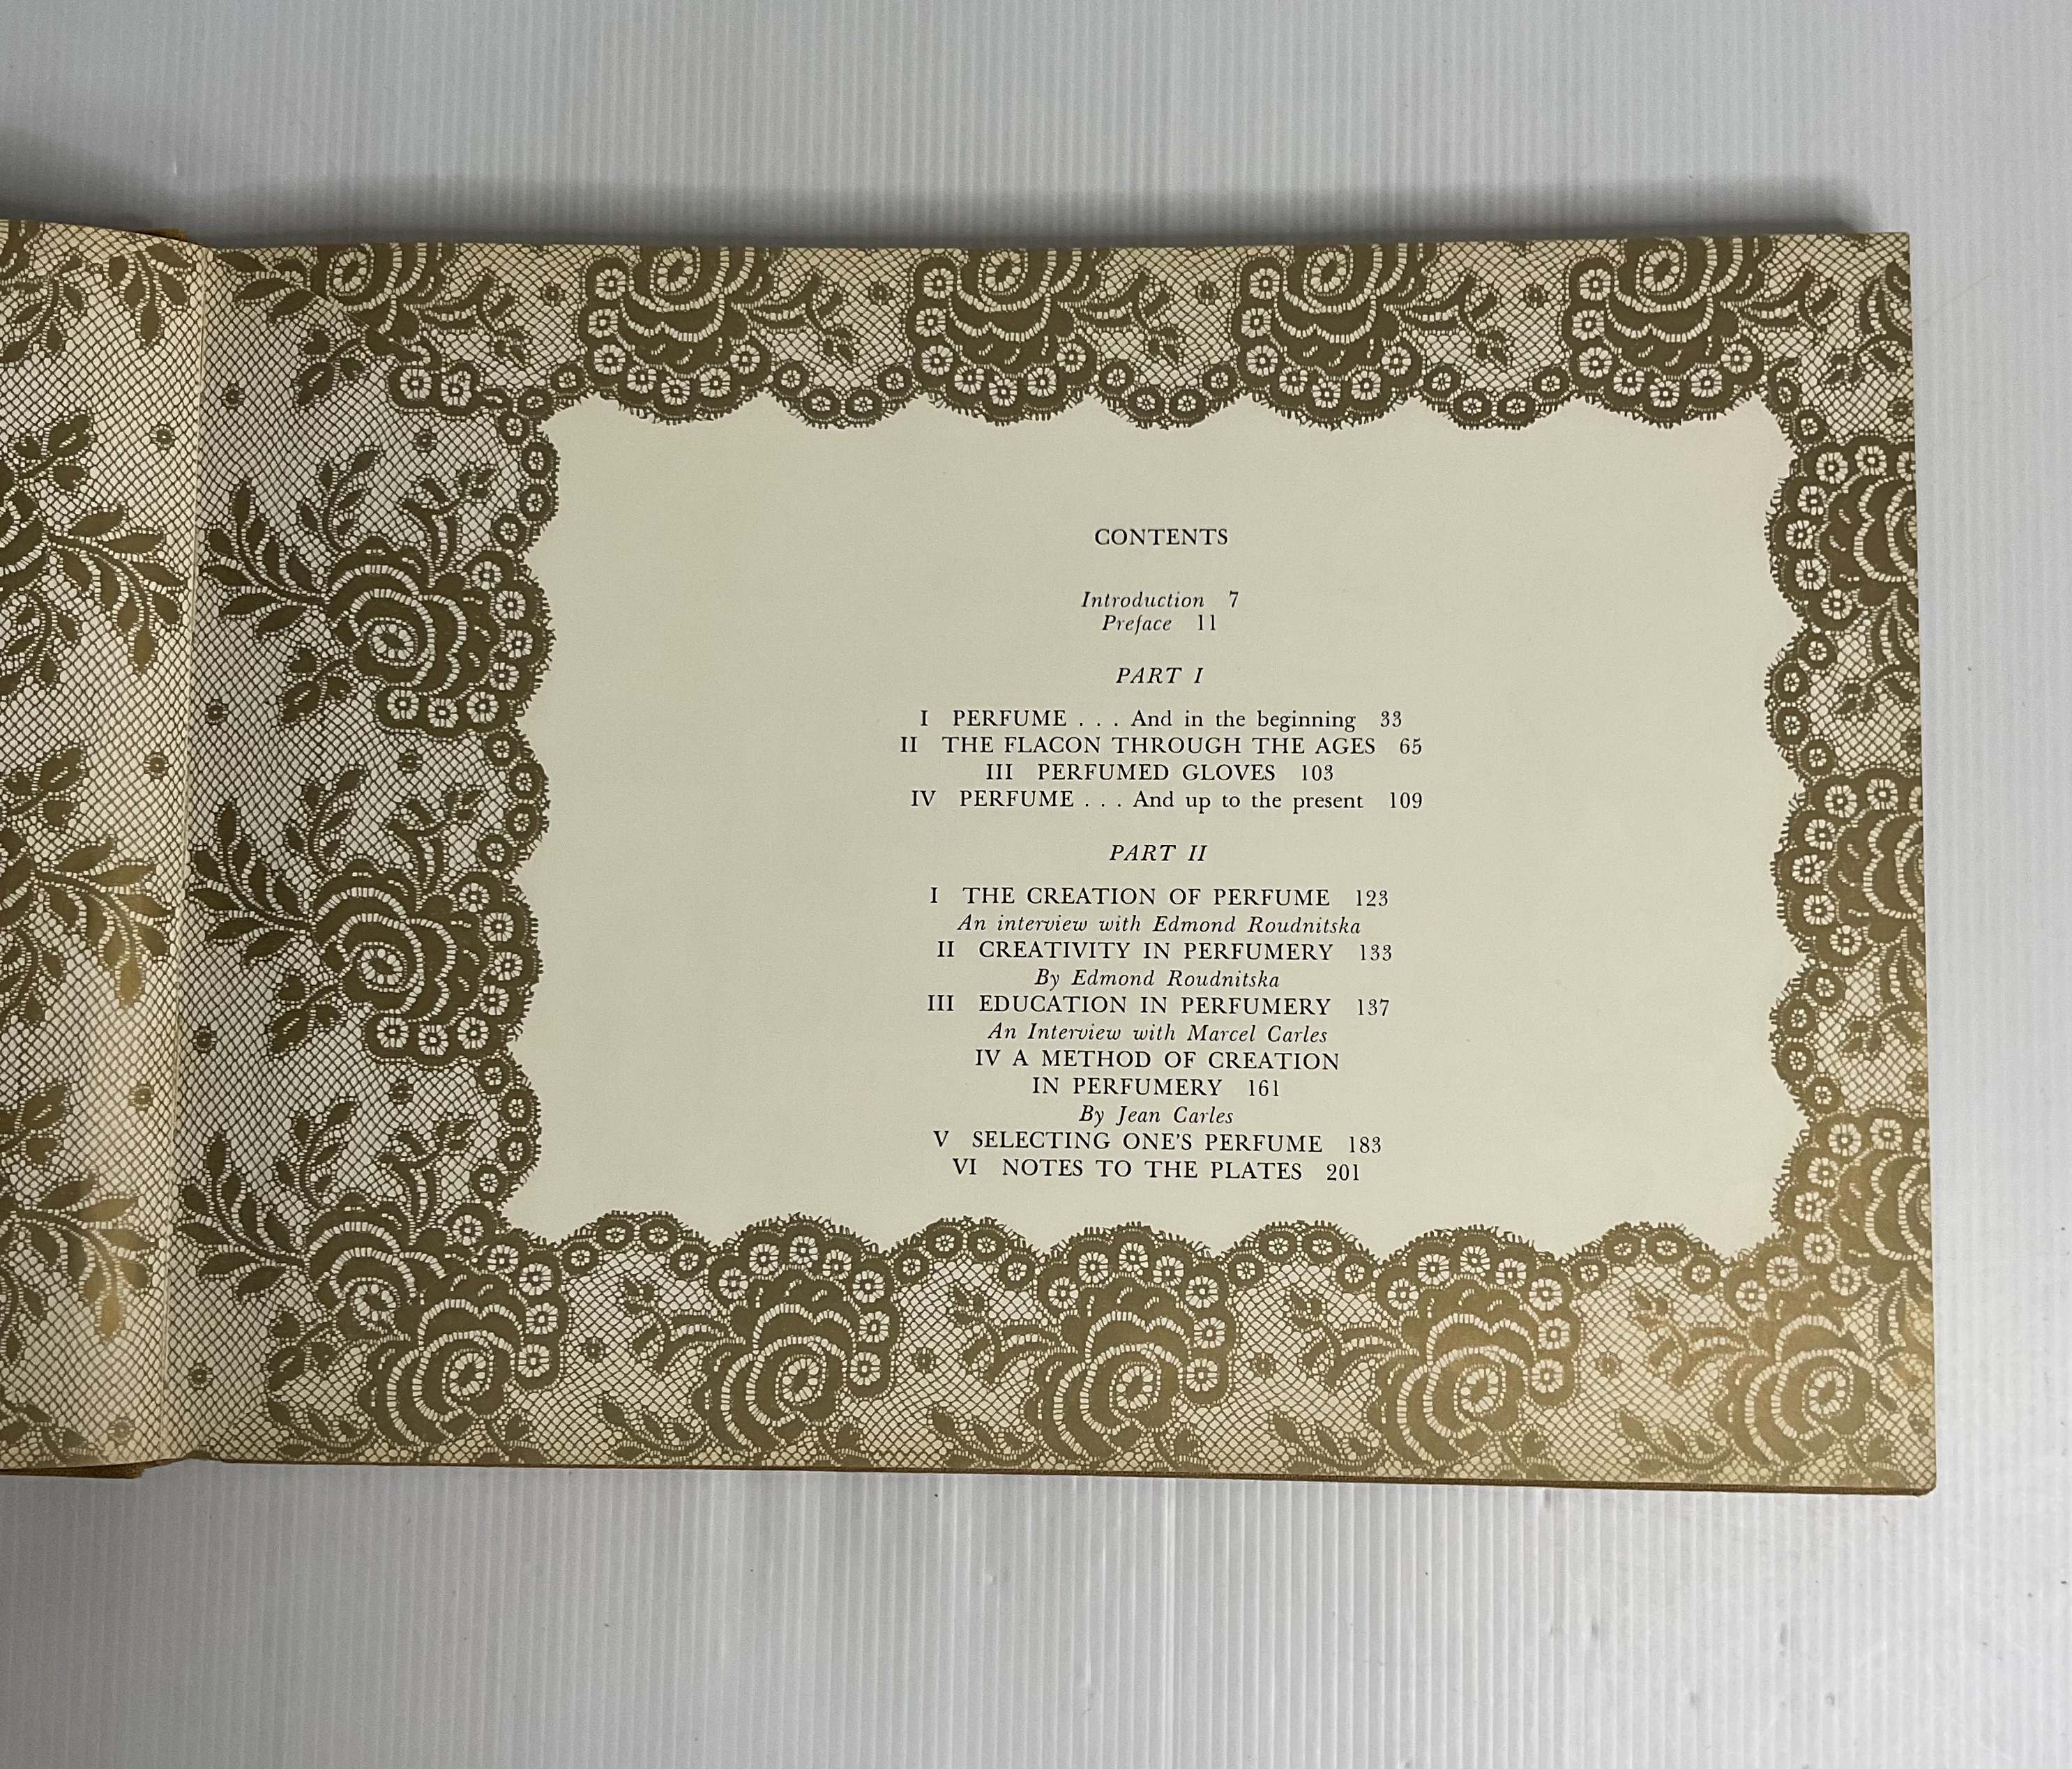 CONTENTS
Introduction 7
Preface 11
PART I
I PERFUME . . . And in the beginning 33
II THE FLACON THROUGH THE AGES 65
III PERFUMED GLOVES 103
IV PERFUME . . . And up to the present 109
PART II
I THE CREATION OF PERFUME 123
An interview with Edmond Roudnitska
II CREATIVITY IN PERFUMERY 133
By Edmond Roudnitska
III EDUCATION IN PERFUMERY 137
An Interview with Marcel Carles
IV A METHOD OF CREATION
IN PERFUMERY 161
By Jean Carles
V SELECTING ONE'S PERFUME 183
VI NOTES TO THE PLATES 201